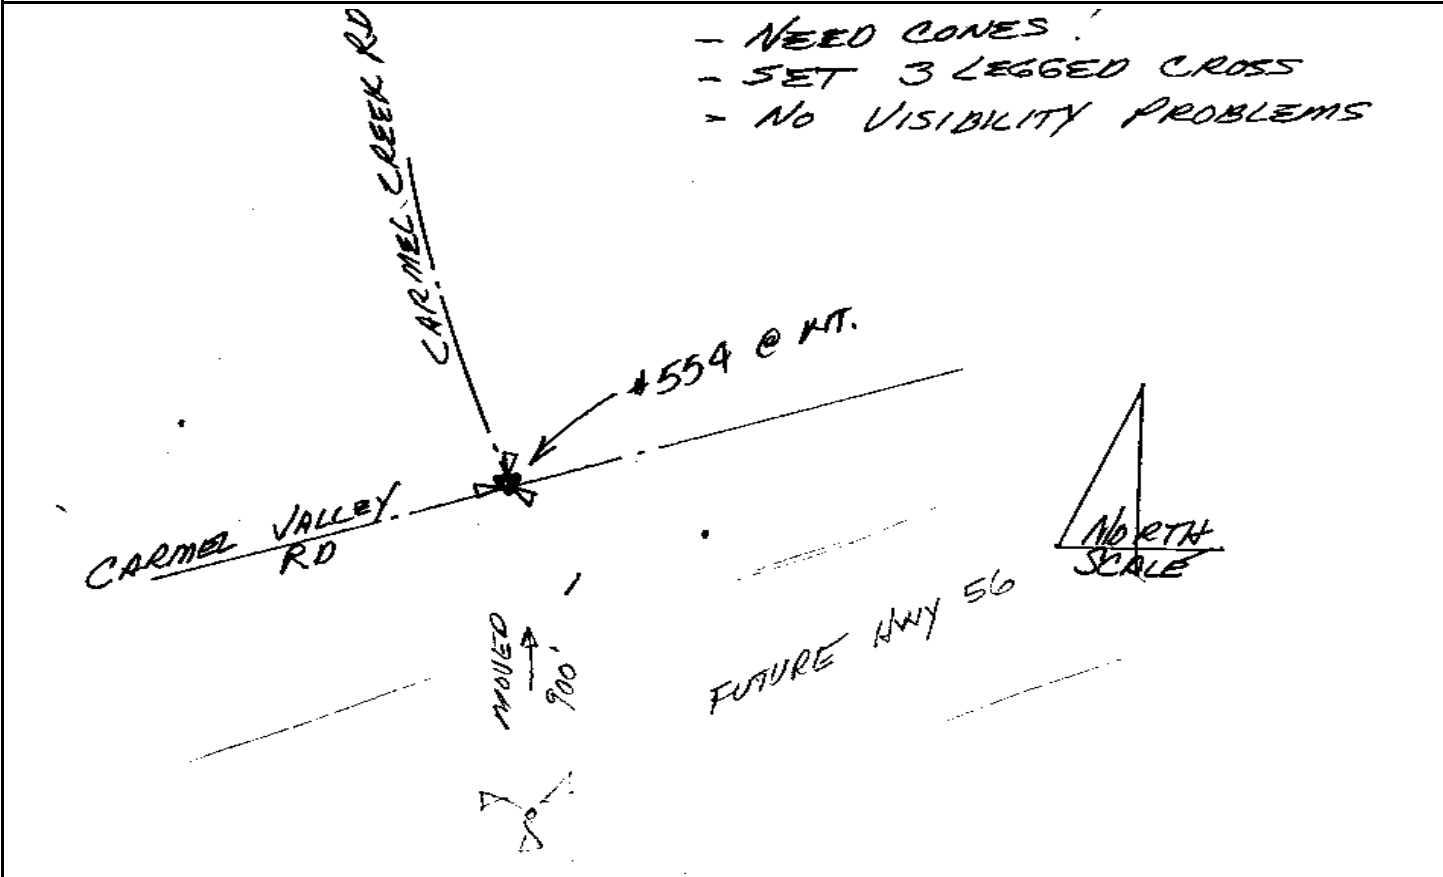 - NEED CONES!
- SET 3 LEGGED CROSS
- NO VISIBILITY PROBLEMS
CARMEL CREEK RD
#554 @ INT.
CARMEL VALLEY
RD
NORTH
SCALE
MOVED
900'
FUTURE HWY 56